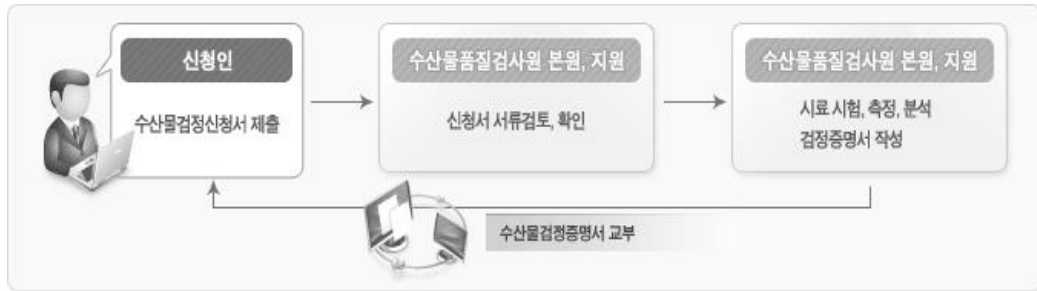 신청인
수산물검정신청서 제출
수산물품질검사원 본원, 지원
신청서 서류검토, 확인
수산물품질검사원 본원, 지원
시료 시험, 측정, 분석
검정증명서 작성
수산물검정증명서 교부